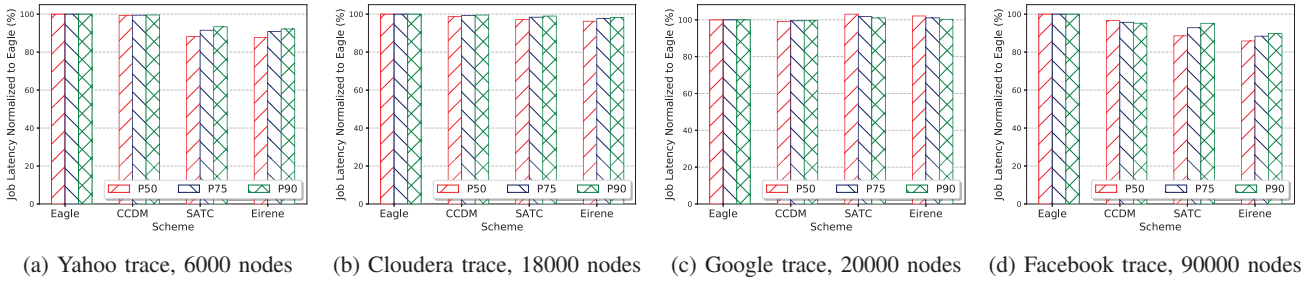 Job Latency Normalized to Eagle (%)
100
80
60
40
20
0
P50 P75 P90
Eagle CCDM SATC Eirene
Scheme
(a) Yahoo trace, 6000 nodes
Job Latency Normalized to Eagle (%)
100
80
60
40
20
0
P50 P75 P90
Eagle CCDM SATC Eirene
Scheme
(b) Cloudera trace, 18000 nodes
Job Latency Normalized to Eagle (%)
100
80
60
40
20
0
P50 P75 P90
Eagle CCDM SATC Eirene
Scheme
(c) Google trace, 20000 nodes
Job Latency Normalized to Eagle (%)
100
80
60
40
20
0
P50 P75 P90
Eagle CCDM SATC Eirene
Scheme
(d) Facebook trace, 90000 nodes